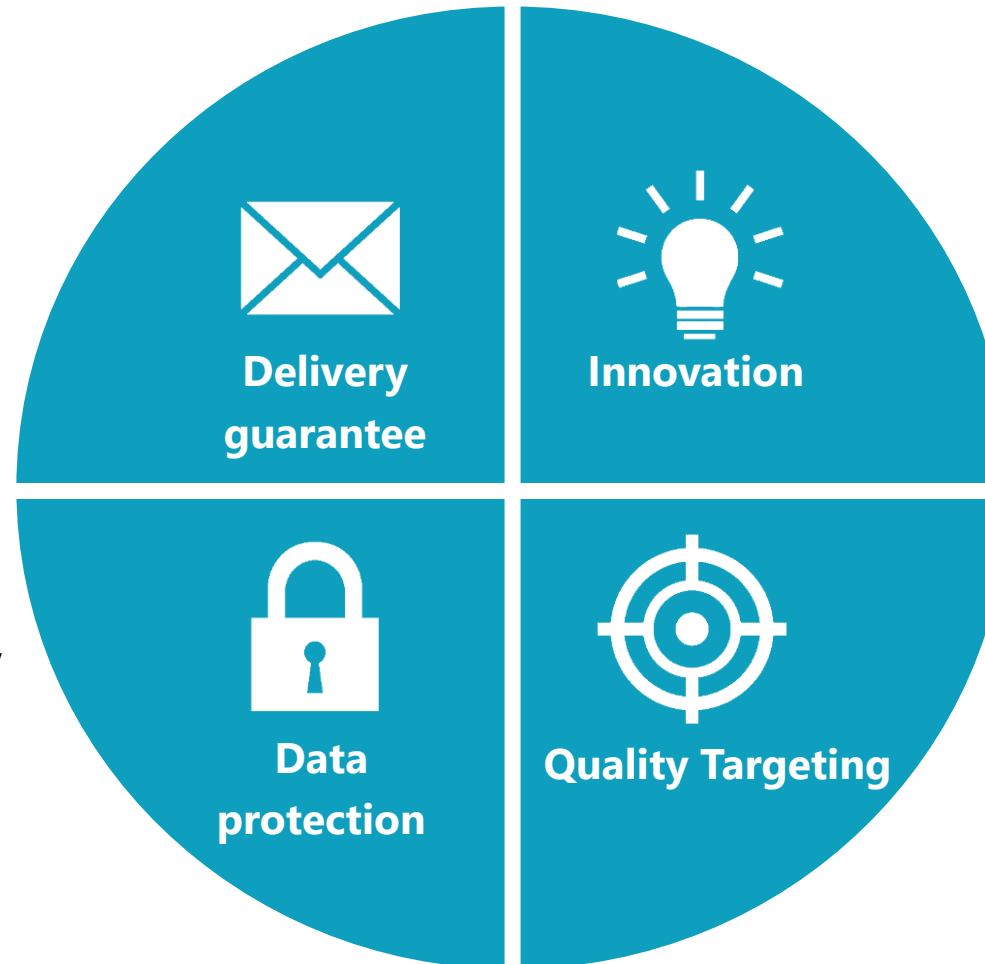 Delivery
guarantee
Innovation
Data
protection
Quality Targeting